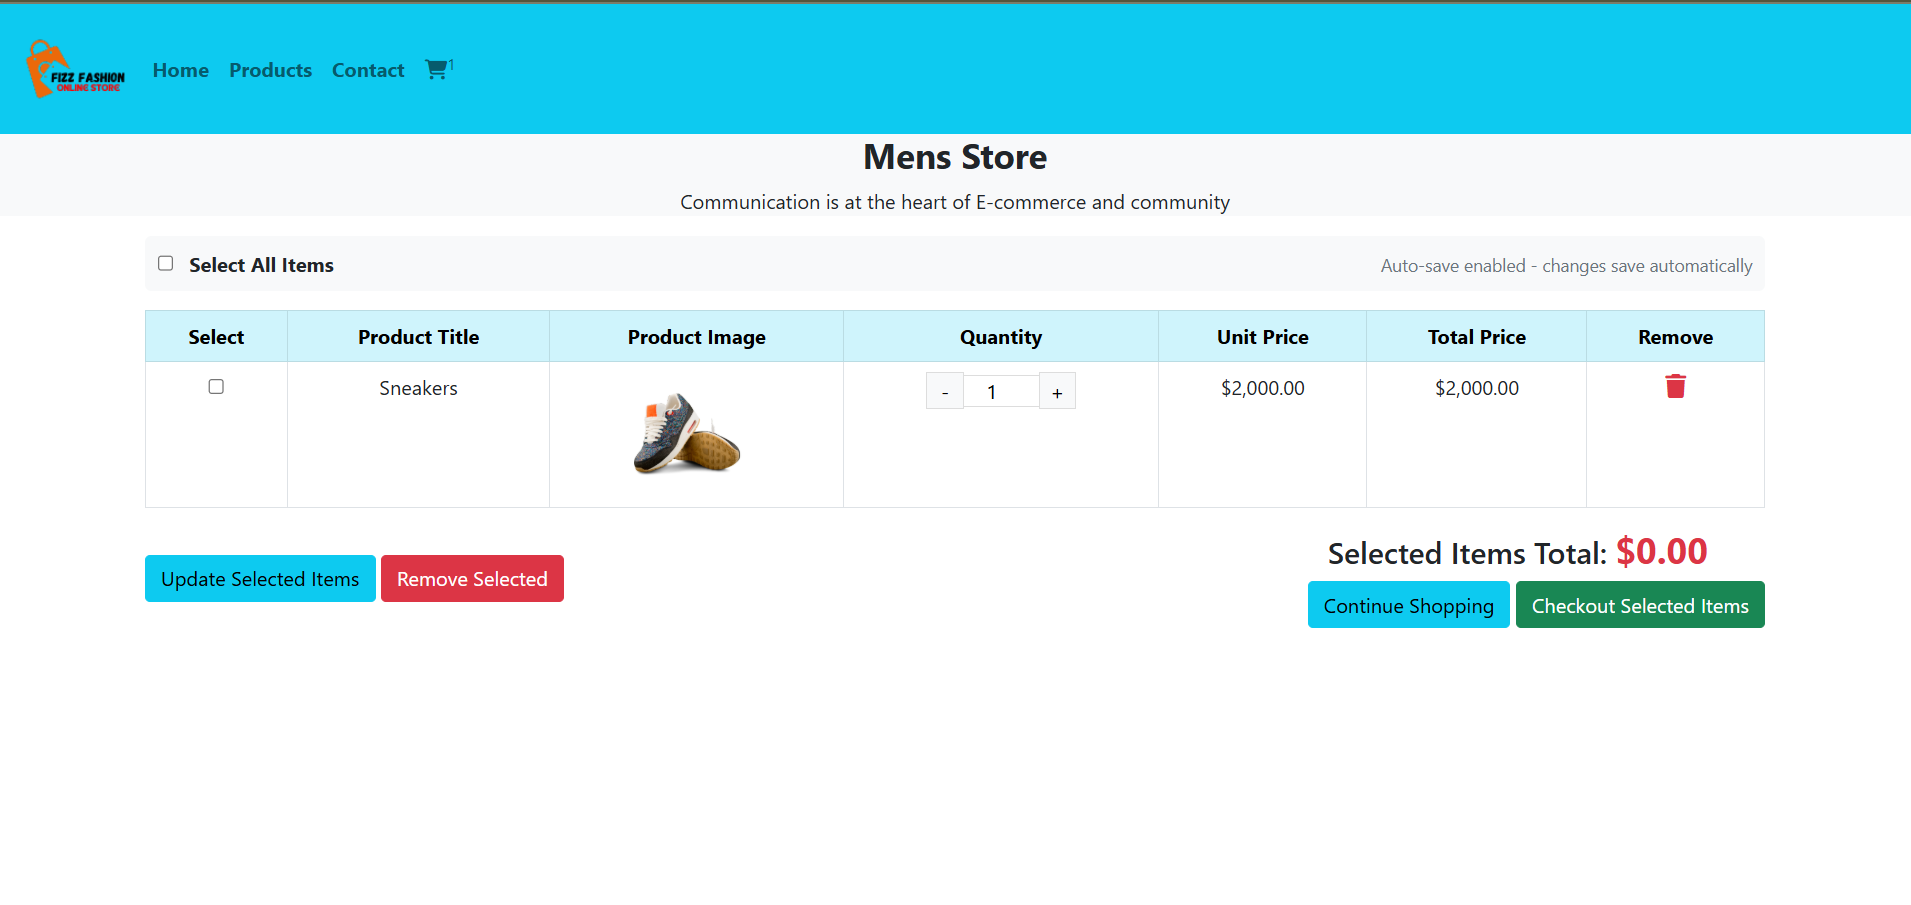 FIZZ FASHION
ONLINE STORE
Home Products Contact 1
Mens Store
Communication is at the heart of E-commerce and community
Select All Items Auto-save enabled - changes save automatically
Select Product Title Product Image Quantity Unit Price Total Price Remove
Sneakers - 1 + $2,000.00 $2,000.00
Selected Items Total: $0.00
Update Selected Items Remove Selected
Continue Shopping Checkout Selected Items